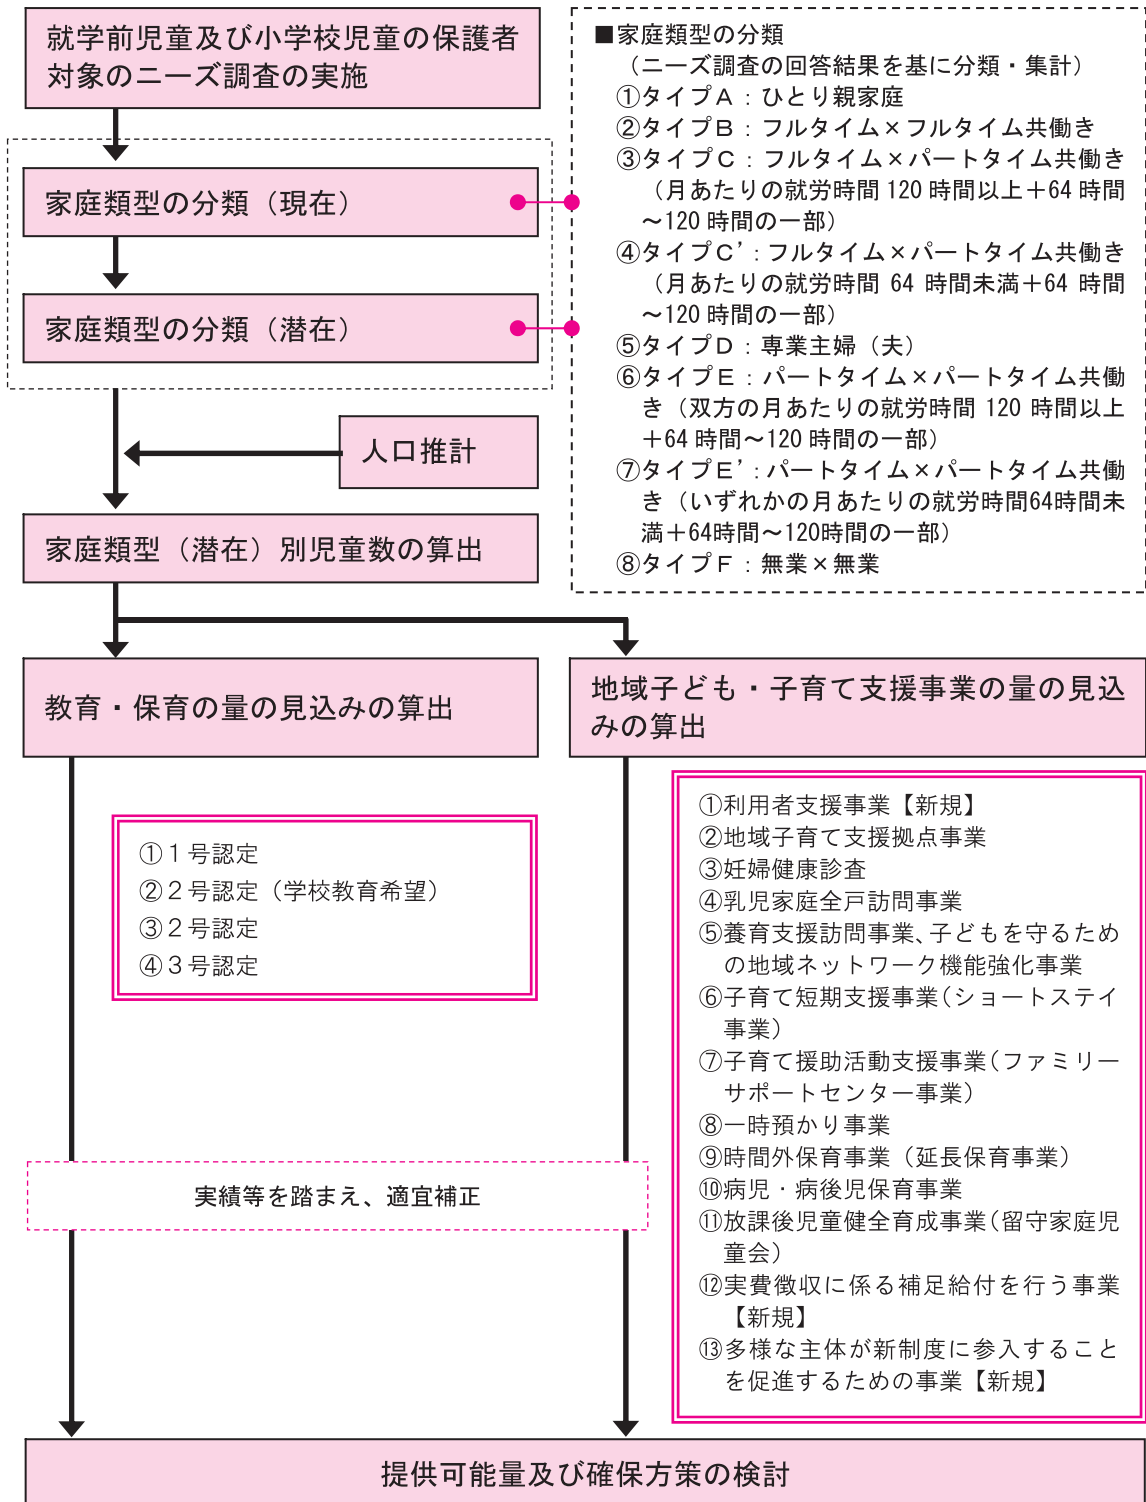 就学前児童及び小学校児童の保護者
対象のニーズ調査の実施
家庭類型の分類（現在）
家庭類型の分類（潜在）
人口推計
家庭類型（潜在）別児童数の算出
■家庭類型の分類
（ニーズ調査の回答結果を基に分類・集計）
①タイプＡ：ひとり親家庭
②タイプＢ：フルタイム×フルタイム共働き
③タイプＣ：フルタイム×パートタイム共働き
（月あたりの就労時間 120 時間以上＋64 時間
～120 時間の一部）
④タイプＣ’：フルタイム×パートタイム共働き
（月あたりの就労時間 64 時間未満＋64 時間
～120 時間の一部）
⑤タイプＤ：専業主婦（夫）
⑥タイプＥ：パートタイム×パートタイム共働
き（双方の月あたりの就労時間 120 時間以上
＋64 時間～120 時間の一部）
⑦タイプＥ’：パートタイム×パートタイム共働
き（いずれかの月あたりの就労時間64時間未
満＋64時間～120時間の一部）
⑧タイプＦ：無業×無業
教育・保育の量の見込みの算出
①１号認定
②２号認定（学校教育希望）
③２号認定
④３号認定
地域子ども・子育て支援事業の量の見込
みの算出
①利用者支援事業【新規】
②地域子育て支援拠点事業
③妊婦健康診査
④乳児家庭全戸訪問事業
⑤養育支援訪問事業、子どもを守るため
の地域ネットワーク機能強化事業
⑥子育て短期支援事業（ショートステイ
事業）
⑦子育て援助活動支援事業（ファミリー
サポートセンター事業）
⑧一時預かり事業
⑨時間外保育事業（延長保育事業）
⑩病児・病後児保育事業
⑪放課後児童健全育成事業（留守家庭児
童会）
⑫実費徴収に係る補足給付を行う事業
【新規】
⑬多様な主体が新制度に参入すること
を促進するための事業【新規】
実績等を踏まえ、適宜補正
提供可能量及び確保方策の検討